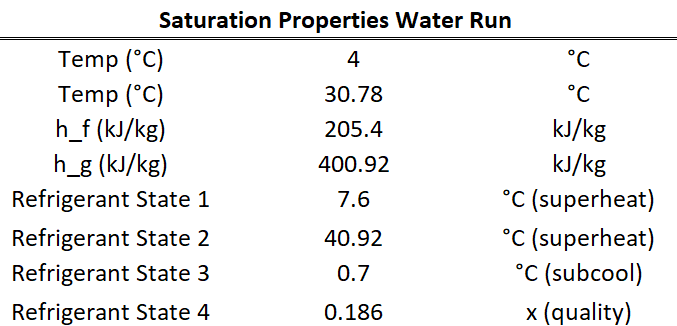 Saturation Properties Water Run
Temp (°C) 4 °C
Temp (°C) 30.78 °C
h_f (kJ/kg) 205.4 kJ/kg
h_g (kJ/kg) 400.92 kJ/kg
Refrigerant State 1 7.6 °C (superheat)
Refrigerant State 2 40.92 °C (superheat)
Refrigerant State 3 0.7 °C (subcool)
Refrigerant State 4 0.186 x (quality)